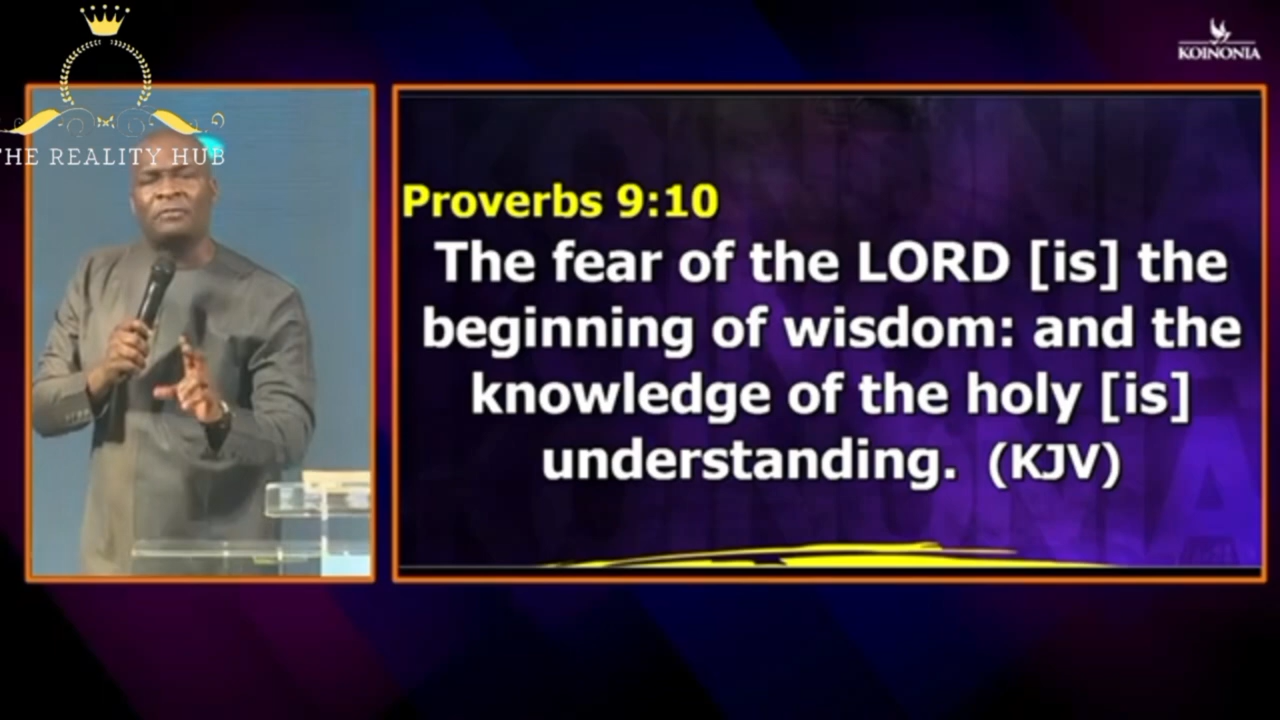 KOINONIA
THE REALITY HUB
Proverbs 9:10
The fear of the LORD [is] the
beginning of wisdom: and the
knowledge of the holy [is]
understanding. (KJV)